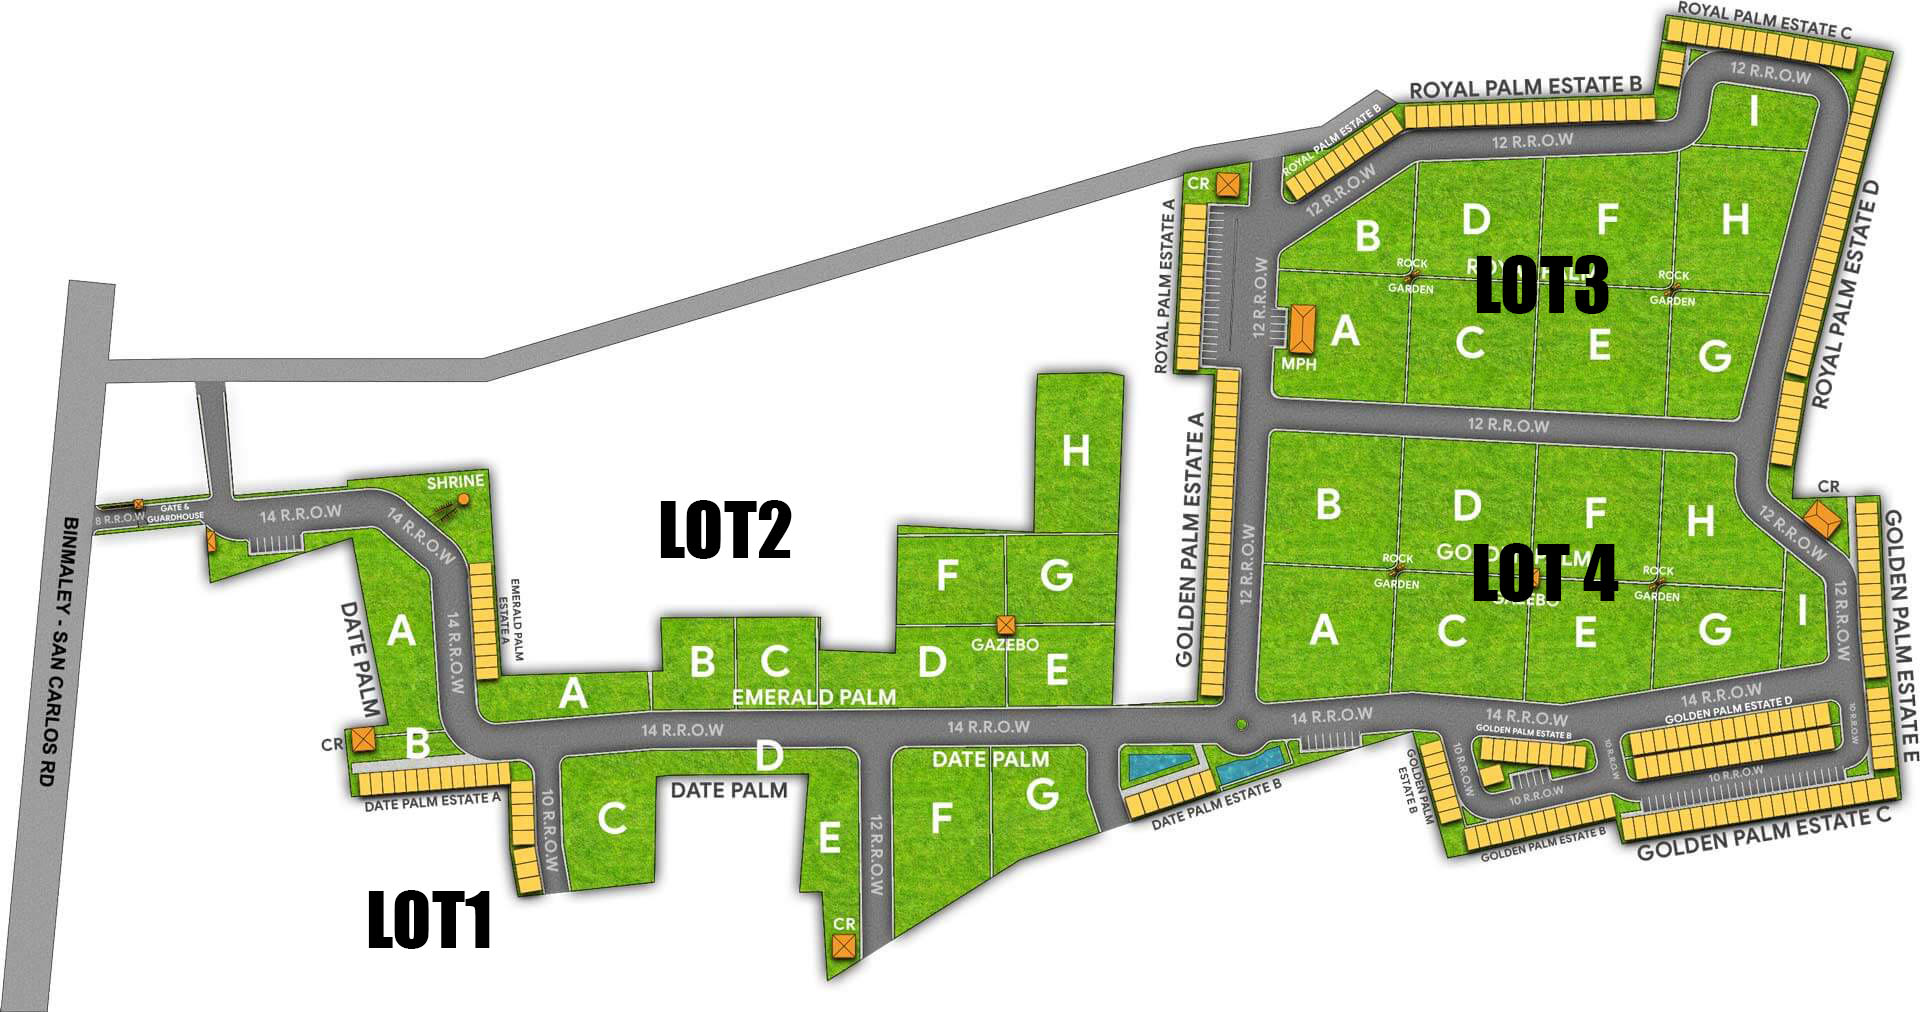 ROYAL PALM ESTATE C
12 R.R.O.W
ROYAL PALM ESTATE B
ROYAL PALM ESTATE B
12 R.R.O.W
12 R.R.O.W
I
CR
ROYAL PALM ESTATE A
ROYAL PALM ESTATE D
ROYAL PALM ESTATE D
B
D
F
H
ROCK
GARDEN
LOT3
ROCK
GARDEN
12 R.R.O.W
MPH
A
C
E
G
12 R.R.O.W
H
GOLDEN PALM ESTATE A
12 R.R.O.W
B
D
F
H
ROCK
GARDEN
LOT 4
ROCK
GARDEN
A
C
E
G
I
CR
12 R.R.O.W
12 R.R.O.W
GOLDEN PALM ESTATE E
BINMALEY - SAN CARLOS RD
8 R.R.O.W
GATE &
GUARDHOUSE
14 R.R.O.W
14 R.R.O.W
SHRINE
LOT2
EMERALD PALM
ESTATE A
14 R.R.O.W
DATE PALM
A
B
CR
DATE PALM ESTATE A
A
B
C
EMERALD PALM
D
E
F
G
GAZEBO
14 R.R.O.W
14 R.R.O.W
14 R.R.O.W
14 R.R.O.W
14 R.R.O.W
D
DATE PALM
DATE PALM
C
E
F
G
10 R.R.O.W
12 R.R.O.W
CR
LOT1
DATE PALM ESTATE B
GOLDEN PALM
ESTATE B
10 R.R.O.W
GOLDEN PALM ESTATE B
10 R.R.O.W
10 R.R.O.W
GOLDEN PALM ESTATE B
GOLDEN PALM ESTATE D
10 R.R.O.W
10 R.R.O.W
GOLDEN PALM ESTATE C